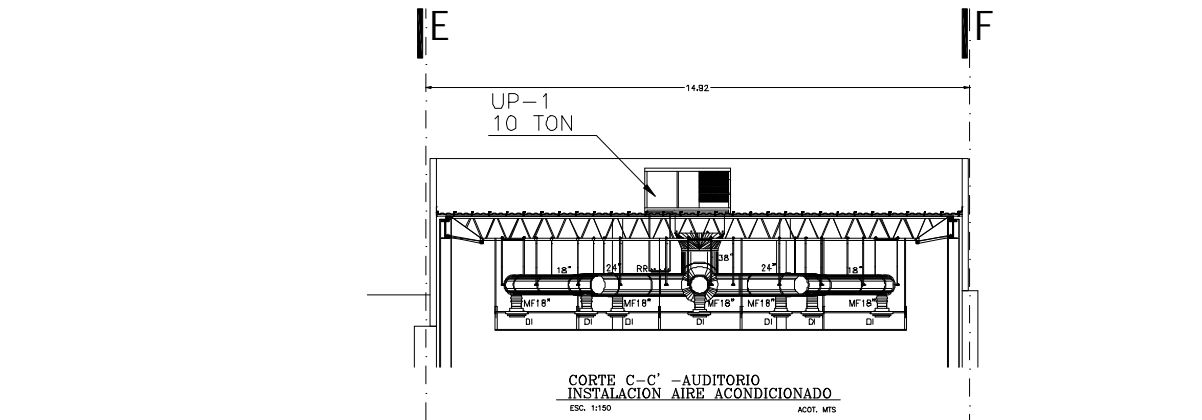 E
F
14.92
UP-1
10 TON
38"
18"
24"
RR
24"
18"
MF18"
MF18"
MF18"
MF18"
MF18"
DI
DI
DI
DI
DI
DI
DI
CORTE C-C' -AUDITORIO
INSTALACION AIRE ACONDICIONADO
ESC. 1:150
ACOT. MTS